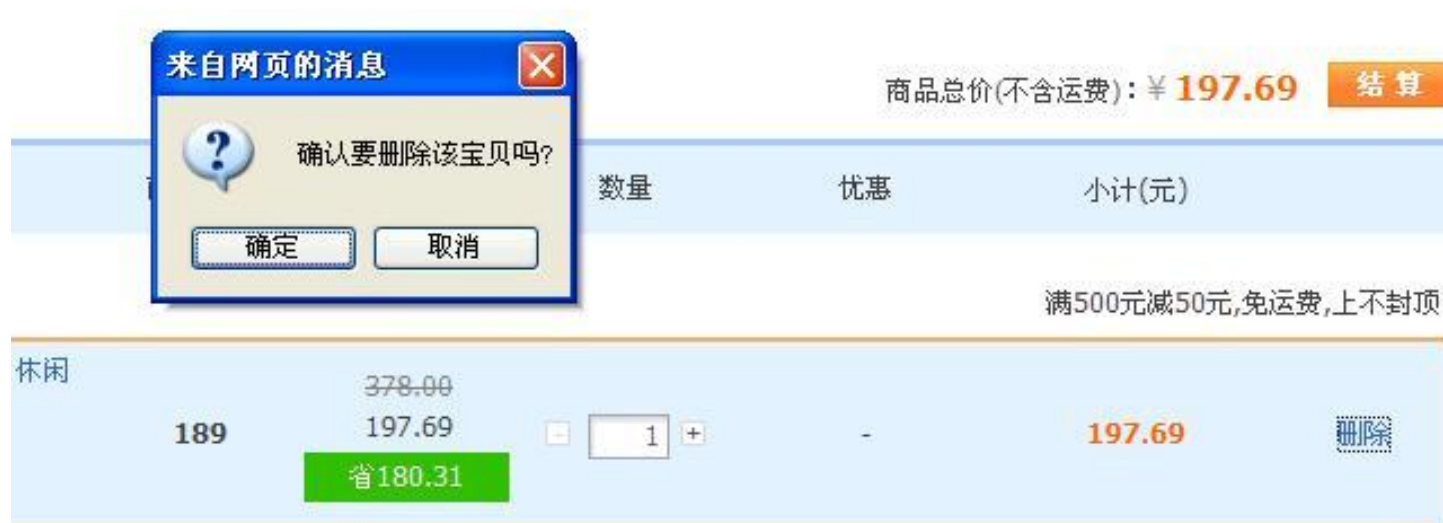 来自网页的消息
商品总价(不含运费)：￥197.69 结算
确认要删除该宝贝吗?
数量 优惠 小计(元)
确定 取消
满500元减50元,免运费,上不封顶
休闲
378.00
189 197.69 - 1 + - 197.69 删除
省180.31